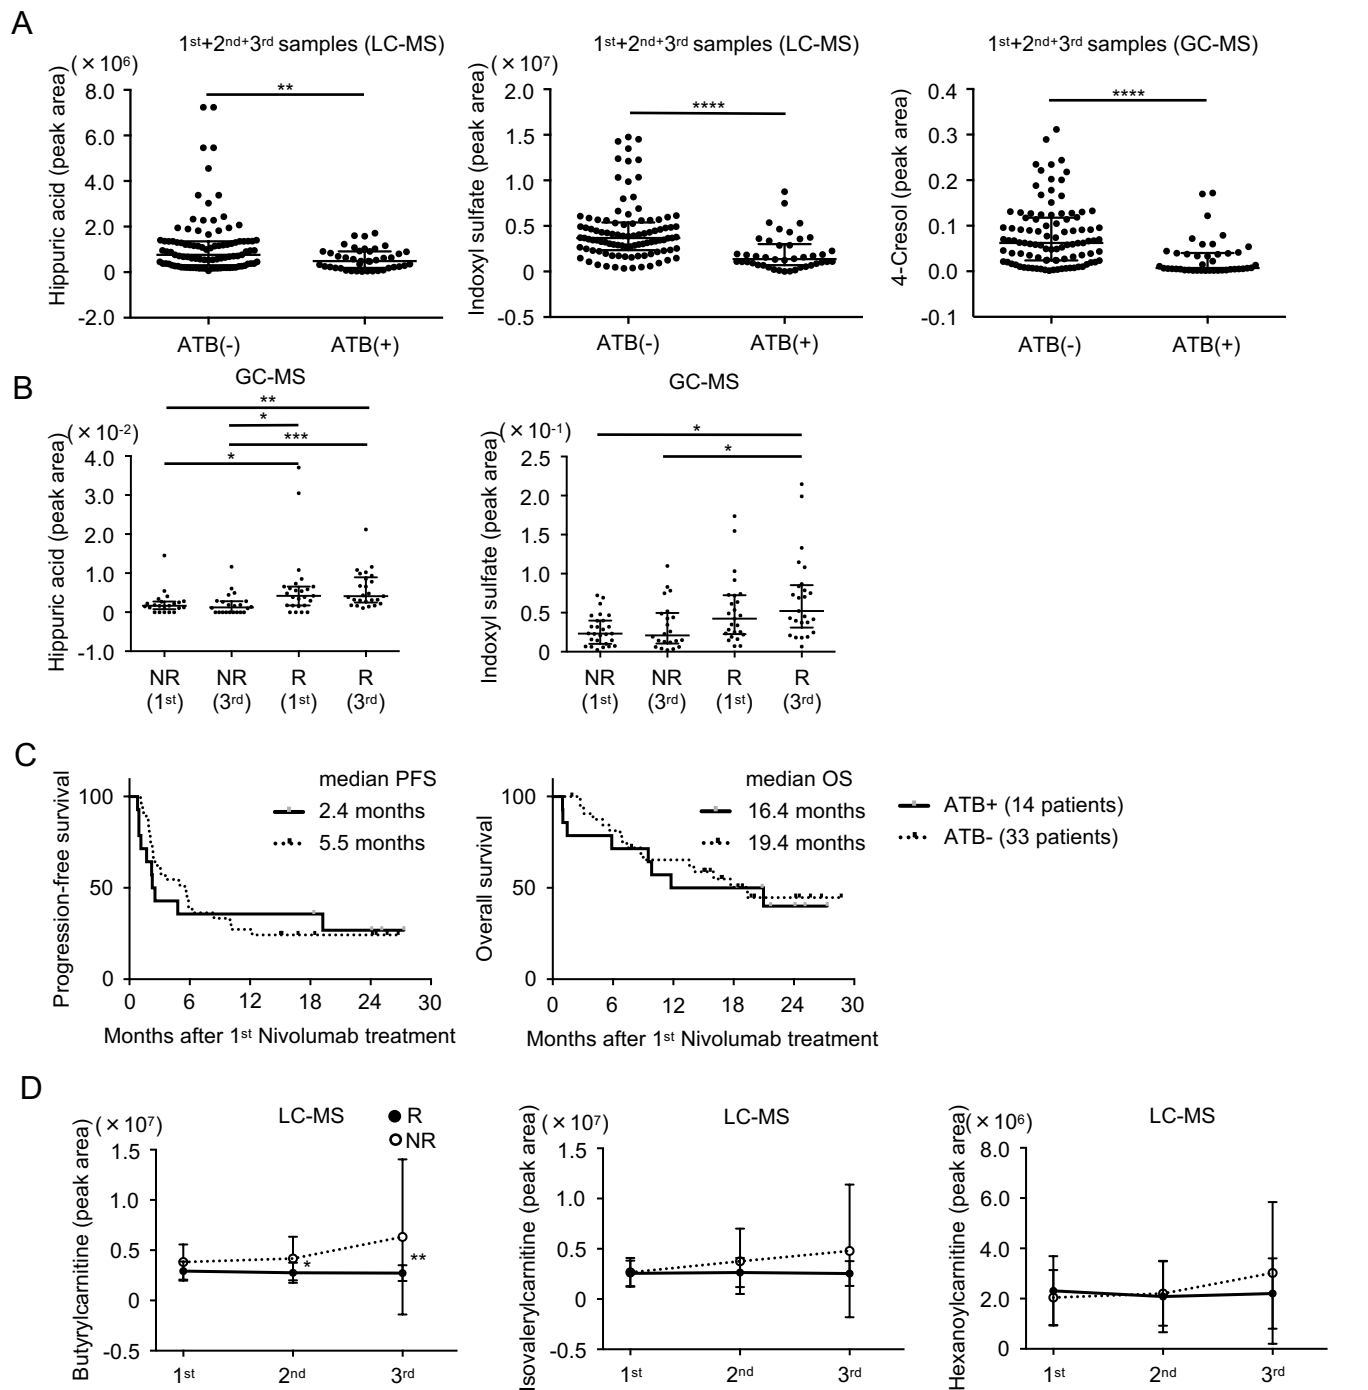 A
1st+2nd+3rd samples (LC-MS)
(×106)
Hippuric acid (peak area)
8.0
6.0
4.0
2.0
0
-2.0
**
ATB(-)
ATB(+)
1st+2nd+3rd samples (LC-MS)
(×107)
Indoxyl sulfate (peak area)
2.0
1.5
1.0
0.5
0
-0.5
****
ATB(-)
ATB(+)
1st+2nd+3rd samples (GC-MS)
4-Cresol (peak area)
0.4
0.3
0.2
0.1
0.0
-0.1
****
ATB(-)
ATB(+)
B
GC-MS
(×10-2)
Hippuric acid (peak area)
**
*
***
*
4.0
3.0
2.0
1.0
0
-1.0
NR
(1st)
NR
(3rd)
R
(1st)
R
(3rd)
GC-MS
(×10-1)
Indoxyl sulfate (peak area)
*
*
2.5
2.0
1.5
1.0
0.5
0
NR
(1st)
NR
(3rd)
R
(1st)
R
(3rd)
C
Progression-free survival
100
50
0
median PFS
2.4 months
5.5 months
0 6 12 18 24 30
Months after 1st Nivolumab treatment
Overall survival
100
50
0
median OS
16.4 months
19.4 months
0 6 12 18 24 30
Months after 1st Nivolumab treatment
ATB+ (14 patients)
ATB- (33 patients)
D
LC-MS
R
NR
(×107)
Butyrylcarnitine (peak area)
1.5
1.0
0.5
0
-0.5
*
**
1st 2nd 3rd
LC-MS
(×107)
Isovalerylcarnitine (peak area)
1.5
1.0
0.5
0
-0.5
1st 2nd 3rd
LC-MS
(×106)
Hexanoylcarnitine (peak area)
8.0
6.0
4.0
2.0
0
1st 2nd 3rd